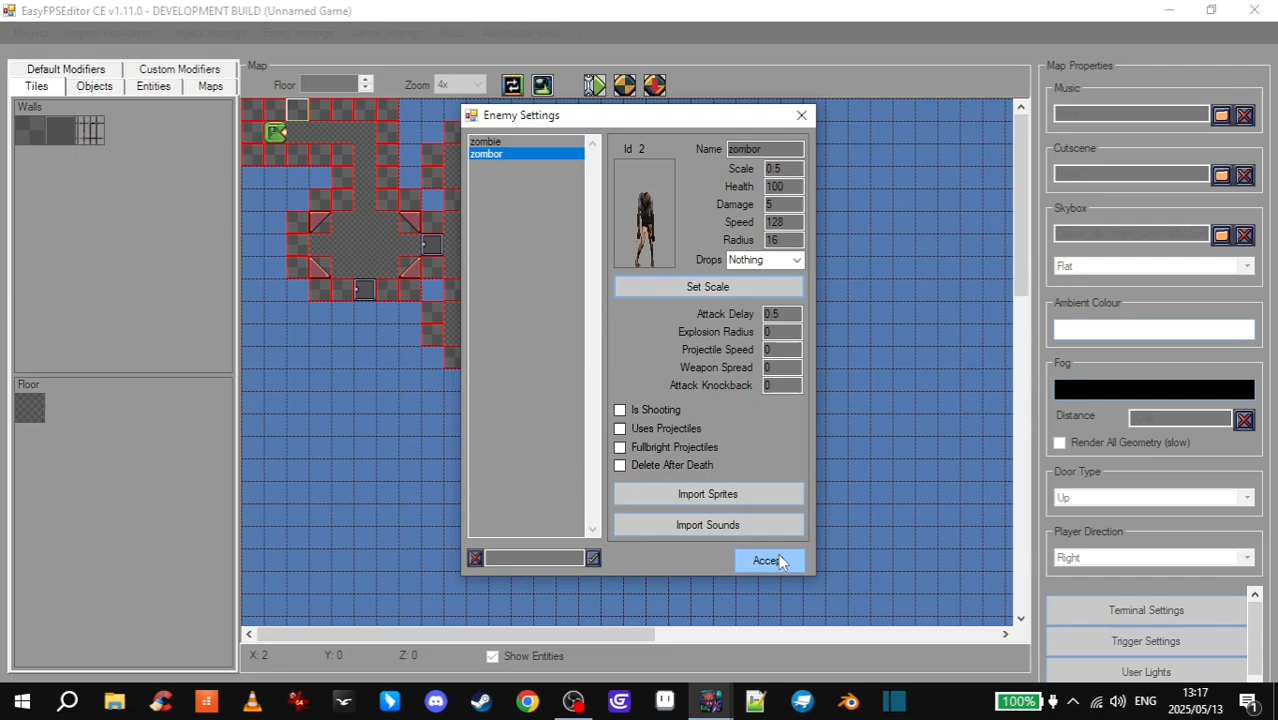 EasyFPSEditor CE v1.11.0 - DEVELOPMENT BUILD (Unnamed Game)
Default Modifiers
Custom Modifiers
Tiles
Objects
Entities
Maps
Walls
Floor
Map
Floor
Zoom
4x
Enemy Settings
zombie
zombor
Id 2
Name
zombor
Scale
0.5
Health
100
Damage
5
Speed
128
Radius
16
Drops
Nothing
Set Scale
Attack Delay
0.5
Explosion Radius
0
Projectile Speed
0
Weapon Spread
0
Attack Knockback
0
Is Shooting
Uses Projectiles
Fullbright Projectiles
Delete After Death
Import Sprites
Import Sounds
Accept
X: 2
Y: 0
Z: 0
Show Entities
Map Properties
Music
Cutscene
Skybox
Flat
Ambient Colour
Fog
Distance
Render All Geometry (slow)
Door Type
Up
Player Direction
Right
Terminal Settings
Trigger Settings
User Lights
100%
ENG
13:17
2025/05/13
1